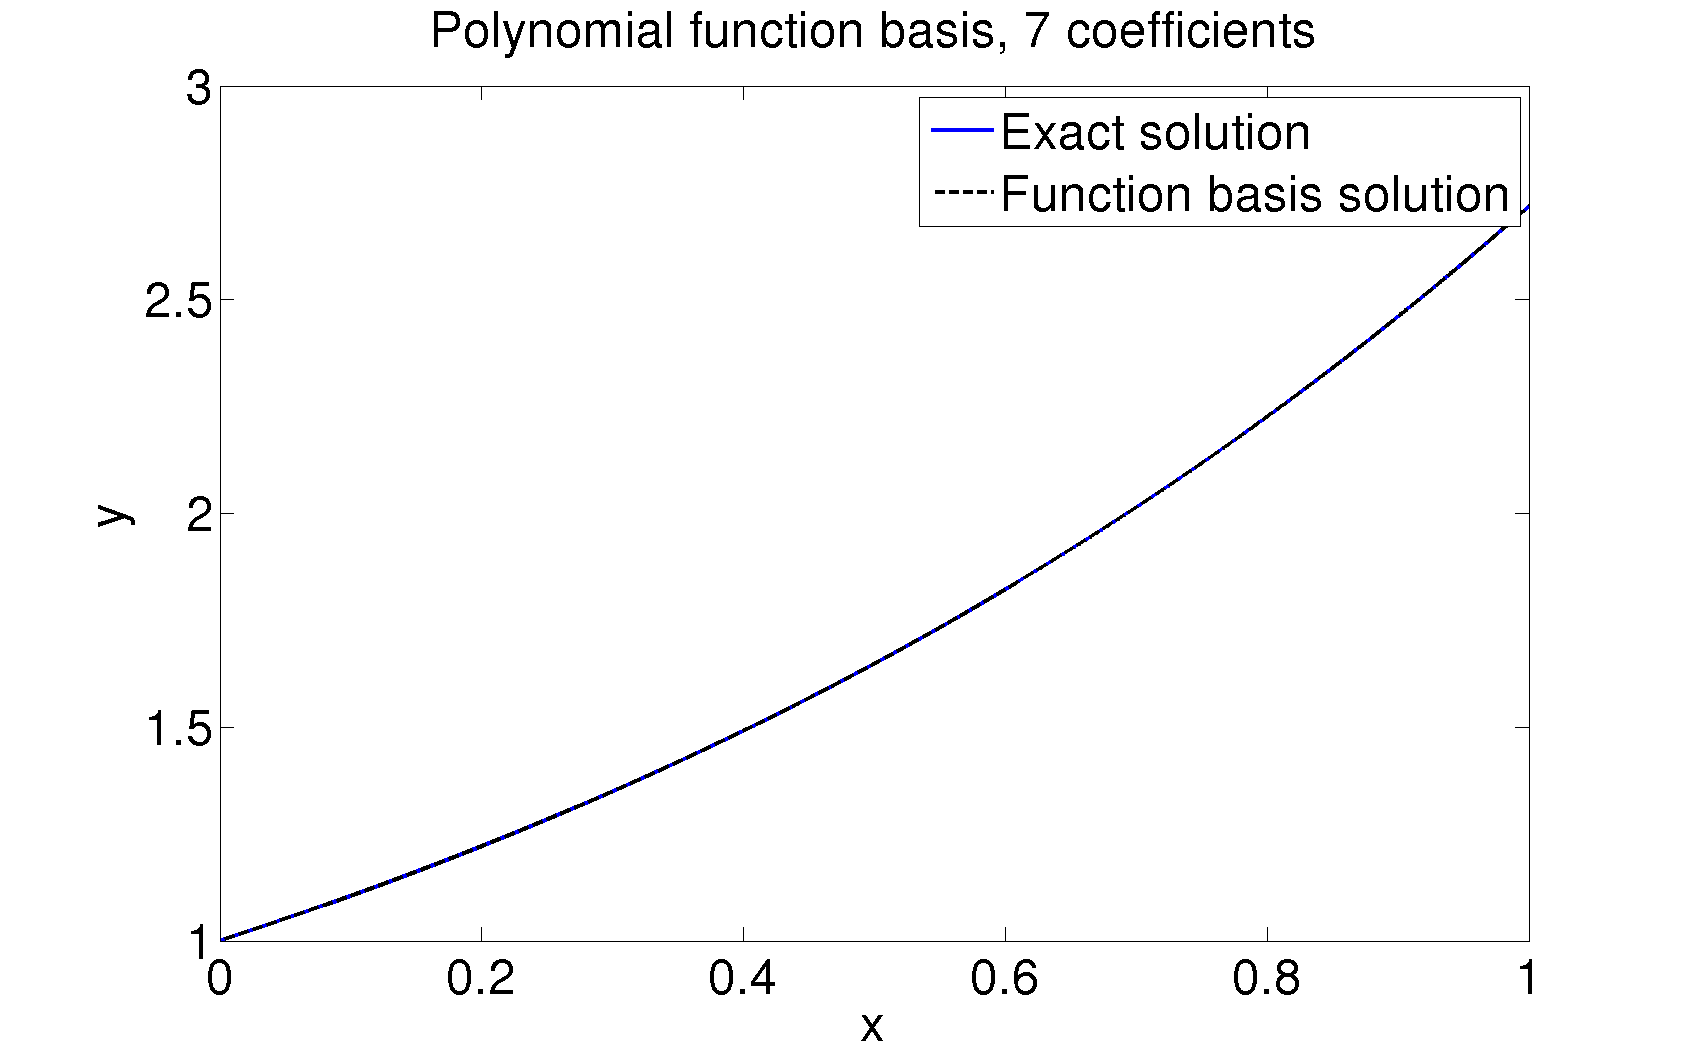 Polynomial function basis, 7 coefficients
3
Exact solution
Function basis solution
2.5
y
2
1.5
1
0 0.2 0.4 0.6 0.8 1
x